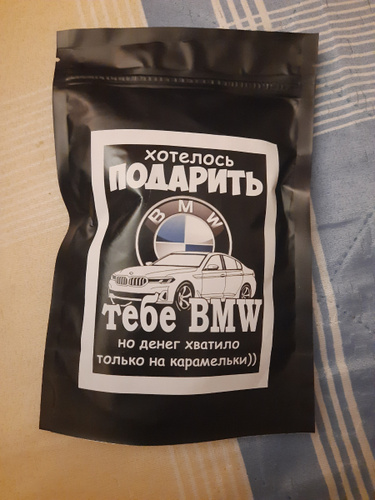 хотелось
ПОДАРИТЬ
BMW
тебе BMW
но денег хватило
только на карамельки))